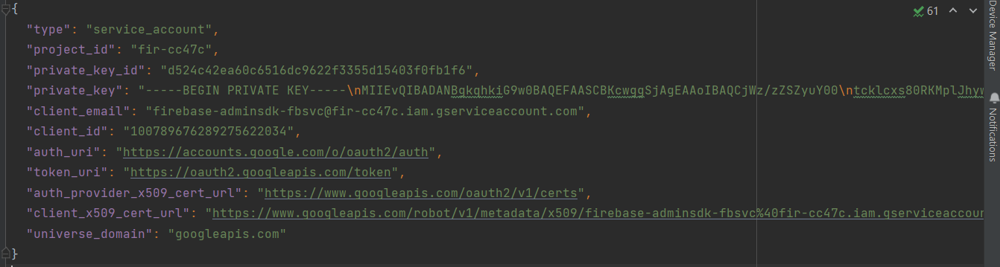 {
"type": "service_account",
"project_id": "fir-cc47c",
"private_key_id": "d524c42ea60c6516dc9622f3355d15403f0fb1f6",
"private_key": "-----BEGIN PRIVATE KEY-----\nMIIEvQIBADANBgkqhkiG9w0BAQEFAASCBKcwggSjAgEAAoIBAQCjWz/zZSZyuY00\ntcklcxs80RKMplJhyw
"client_email": "firebase-adminsdk-fbsvc@fir-cc47c.iam.gserviceaccount.com",
"client_id": "100789676289275622034",
"auth_uri": "https://accounts.google.com/o/oauth2/auth",
"token_uri": "https://oauth2.googleapis.com/token",
"auth_provider_x509_cert_url": "https://www.googleapis.com/oauth2/v1/certs",
"client_x509_cert_url": "https://www.googleapis.com/robot/v1/metadata/x509/firebase-adminsdk-fbsvc%40fir-cc47c.iam.gserviceaccoun
"universe_domain": "googleapis.com"
}
61
Device Manager
Notifications